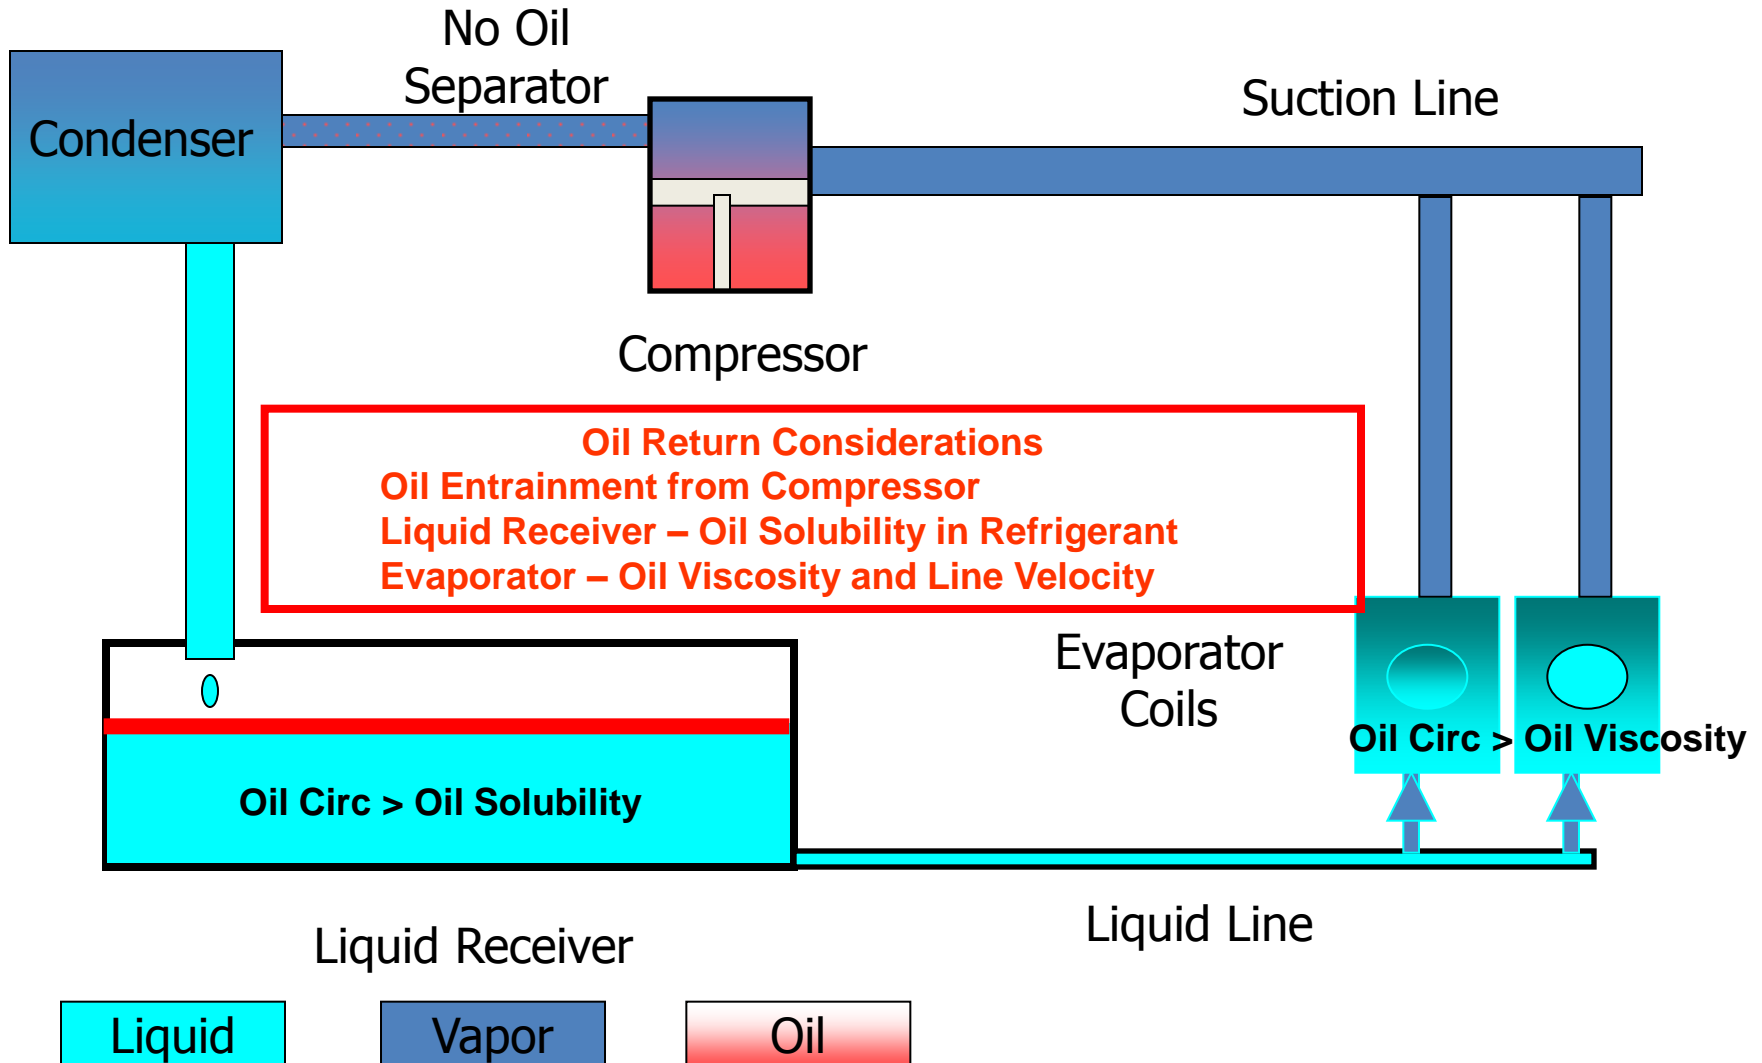 No Oil
Separator
Suction Line
Condenser
Compressor
Oil Return Considerations
Oil Entrainment from Compressor
Liquid Receiver – Oil Solubility in Refrigerant
Evaporator – Oil Viscosity and Line Velocity
Evaporator
Coils
Oil Circ > Oil Viscosity
Oil Circ > Oil Solubility
Liquid Line
Liquid Receiver
Liquid
Vapor
Oil